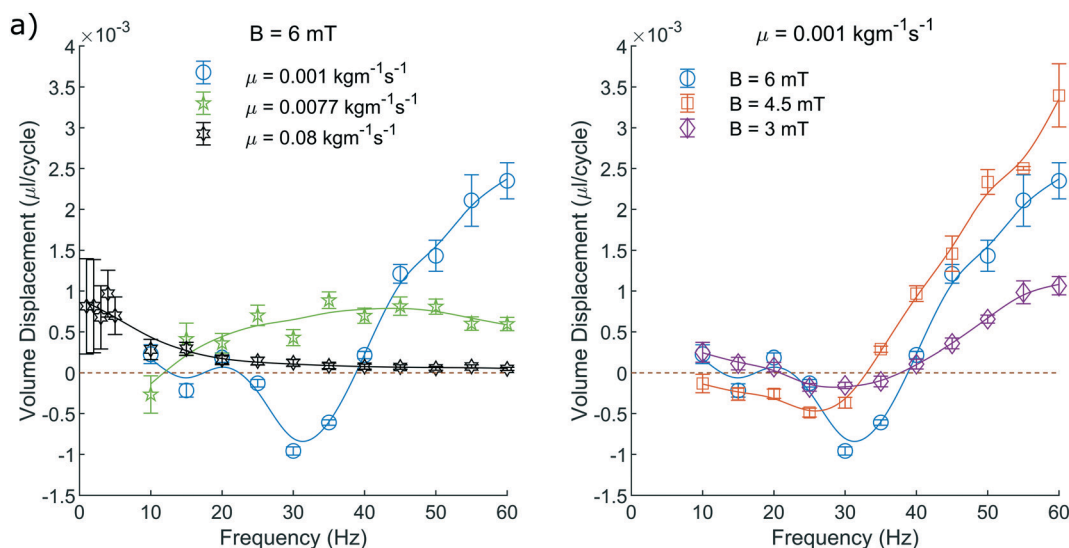 a)
×10⁻³
B = 6 mT
μ = 0.001 kgm⁻¹s⁻¹
μ = 0.0077 kgm⁻¹s⁻¹
μ = 0.08 kgm⁻¹s⁻¹
Volume Displacement (μl/cycle)
4
3.5
3
2.5
2
1.5
1
0.5
0
-0.5
-1
-1.5
10 20 30 40 50 60
Frequency (Hz)
×10⁻³
μ = 0.001 kgm⁻¹s⁻¹
B = 6 mT
B = 4.5 mT
B = 3 mT
Volume Displacement (μl/cycle)
4
3.5
3
2.5
2
1.5
1
0.5
0
-0.5
-1
-1.5
10 20 30 40 50 60
Frequency (Hz)